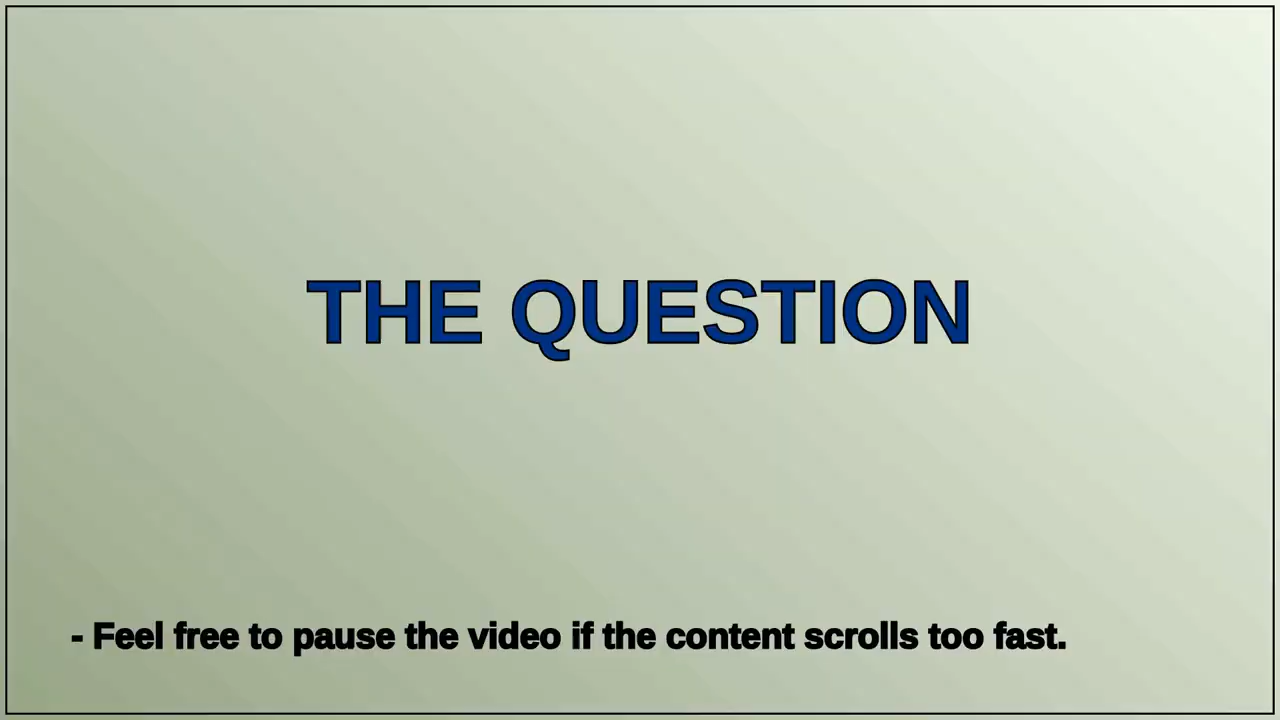 THE QUESTION
- Feel free to pause the video if the content scrolls too fast.